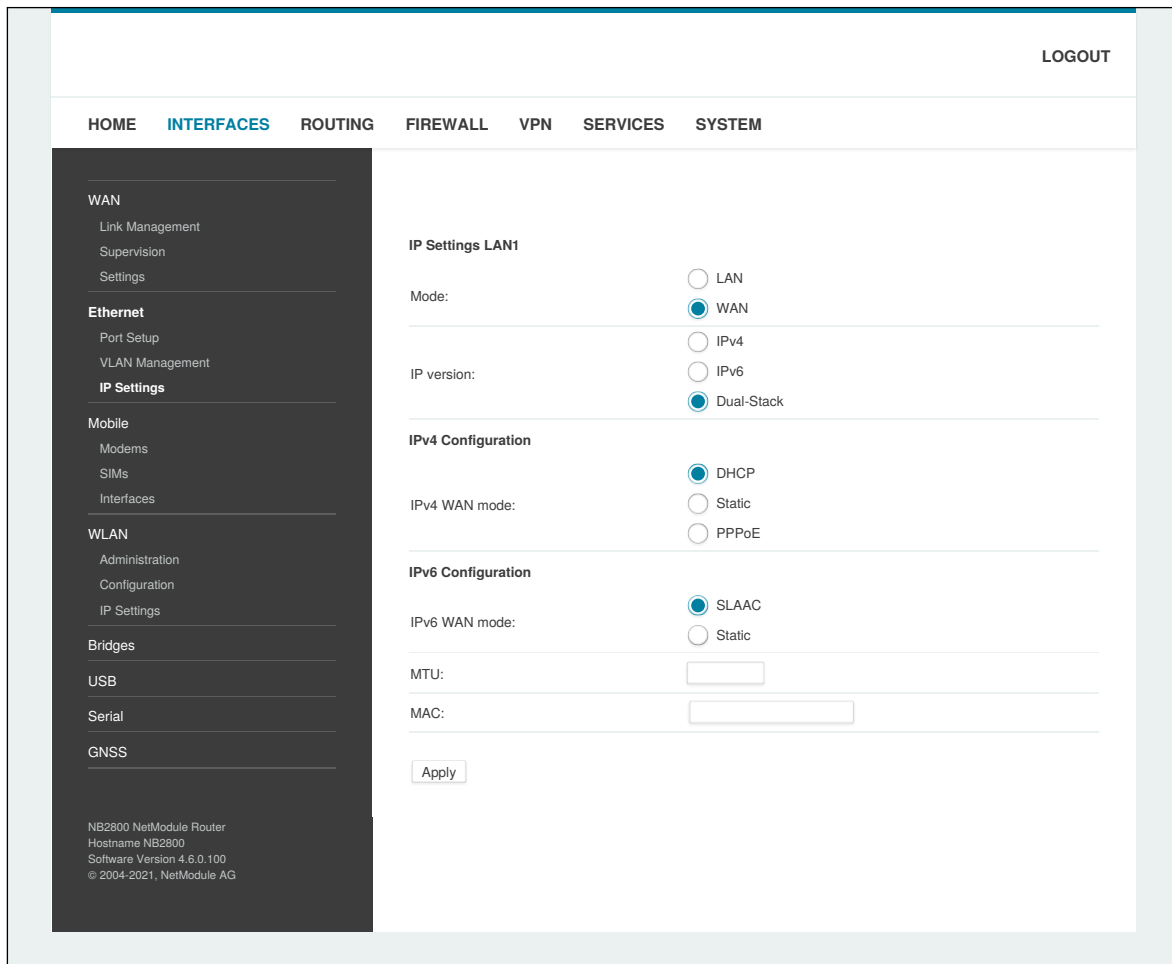 LOGOUT
HOME INTERFACES ROUTING FIREWALL VPN SERVICES SYSTEM
WAN
Link Management
Supervision
Settings
Ethernet
Port Setup
VLAN Management
IP Settings
Mobile
Modems
SIMs
Interfaces
WLAN
Administration
Configuration
IP Settings
Bridges
USB
Serial
GNSS
NB2800 NetModule Router
Hostname NB2800
Software Version 4.6.0.100
© 2004-2021, NetModule AG
IP Settings LAN1
Mode:
LAN
WAN
IP version:
IPv4
IPv6
Dual-Stack
IPv4 Configuration
IPv4 WAN mode:
DHCP
Static
PPPoE
IPv6 Configuration
IPv6 WAN mode:
SLAAC
Static
MTU:
MAC:
Apply